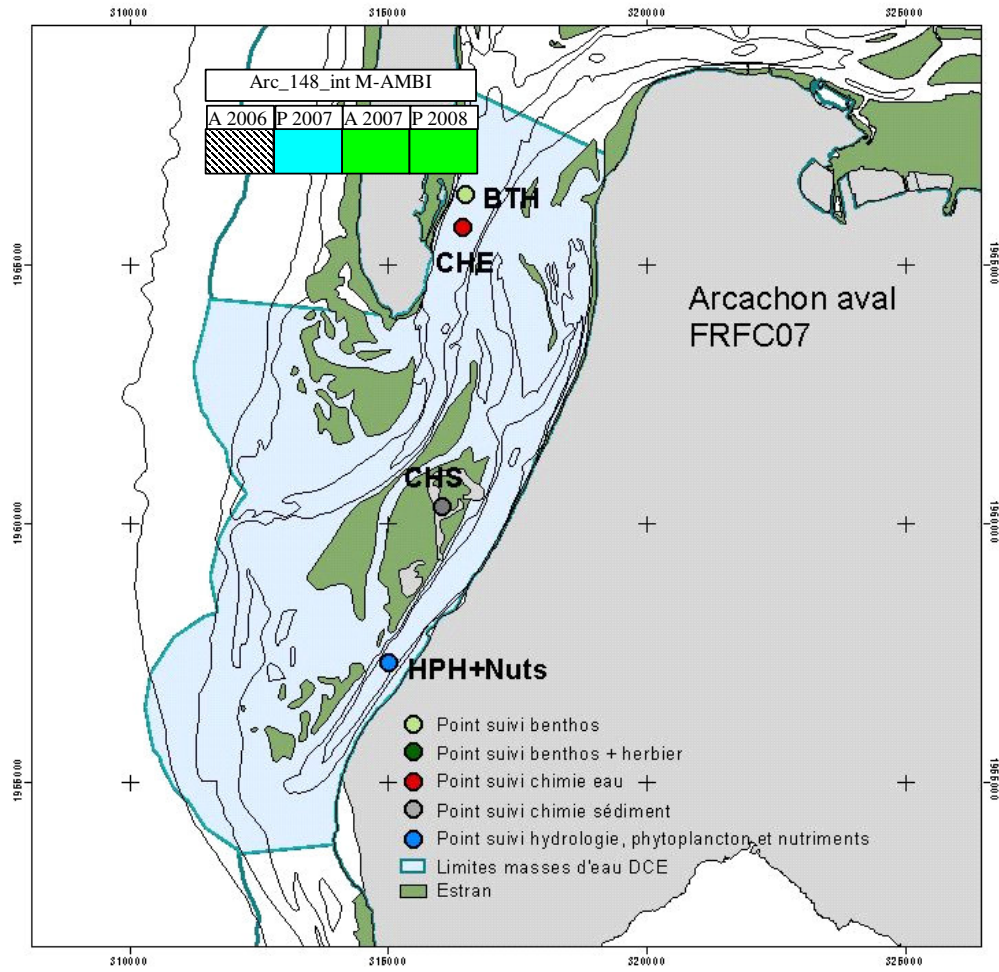 310000 315000 320000 325000
Arc_148_int M-AMBI
A 2006 P 2007 A 2007 P 2008
BTH
CHE
1965000 1965000
Arcachon aval
FRFC07
CHS
1960000 1960000
HPH+Nuts
Point suivi benthos
Point suivi benthos + herbier
Point suivi chimie eau
1955000 1955000
Point suivi chimie sédiment
Point suivi hydrologie, phytoplancton et nutriments
Limites masses d'eau DCE
Estran
310000 315000 320000 325000